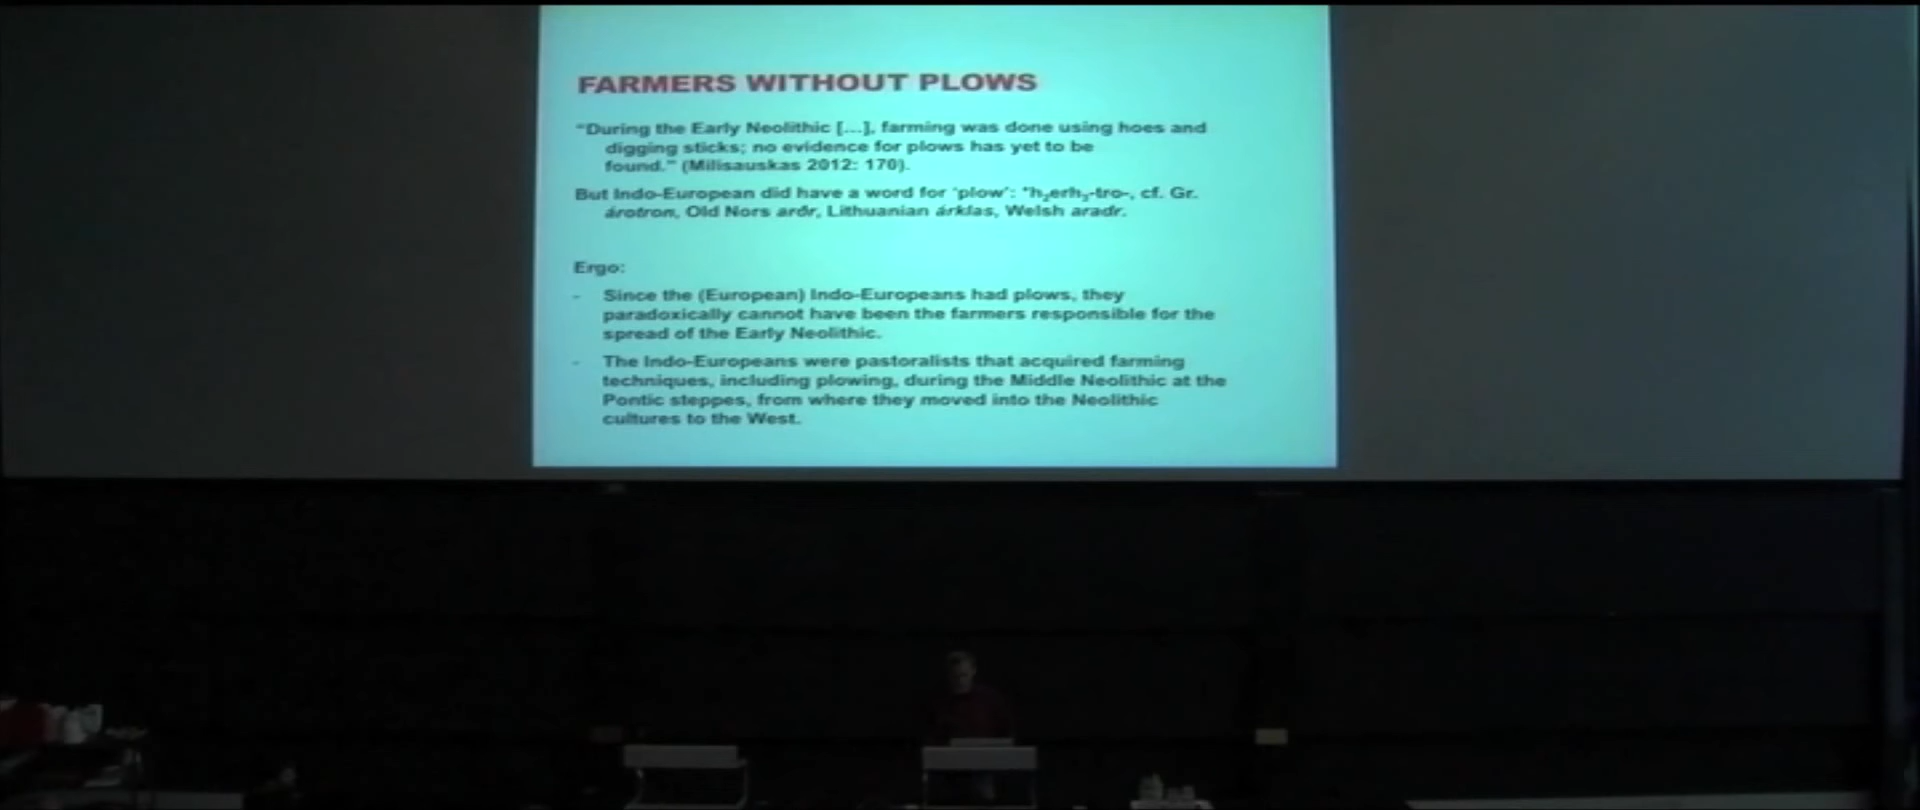 FARMERS WITHOUT PLOWS
"During the Early Neolithic [...], farming was done using hoes and
digging sticks; no evidence for plows has yet to be
found." (Milisauskas 2012: 170).
But Indo-European did have a word for 'plow': *h₂erh₃-tro-, cf. Gr.
árotron, Old Nors arðr, Lithuanian árklas, Welsh aradr.
Ergo:
- Since the (European) Indo-Europeans had plows, they
paradoxically cannot have been the farmers responsible for the
spread of the Early Neolithic.
- The Indo-Europeans were pastoralists that acquired farming
techniques, including plowing, during the Middle Neolithic at the
Pontic steppes, from where they moved into the Neolithic
cultures to the West.